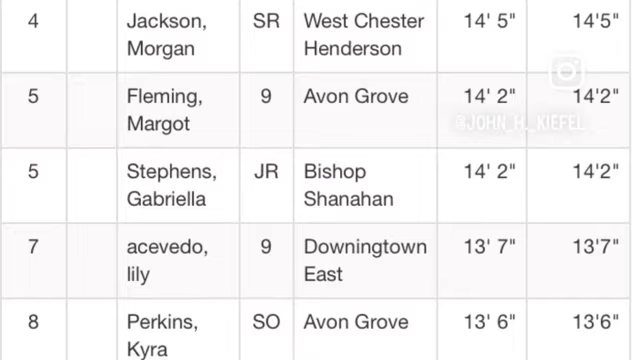 4 Jackson, SR West Chester 14' 5" 14'5"
Morgan Henderson
5 Fleming, 9 Avon Grove 14' 2" 14'2"
Margot
@JOHN_H_KIEFEL
5 Stephens, JR Bishop 14' 2" 14'2"
Gabriella Shanahan
7 acevedo, 9 Downingtown 13' 7" 13'7"
lily East
8 Perkins, SO Avon Grove 13' 6" 13'6"
Kyra